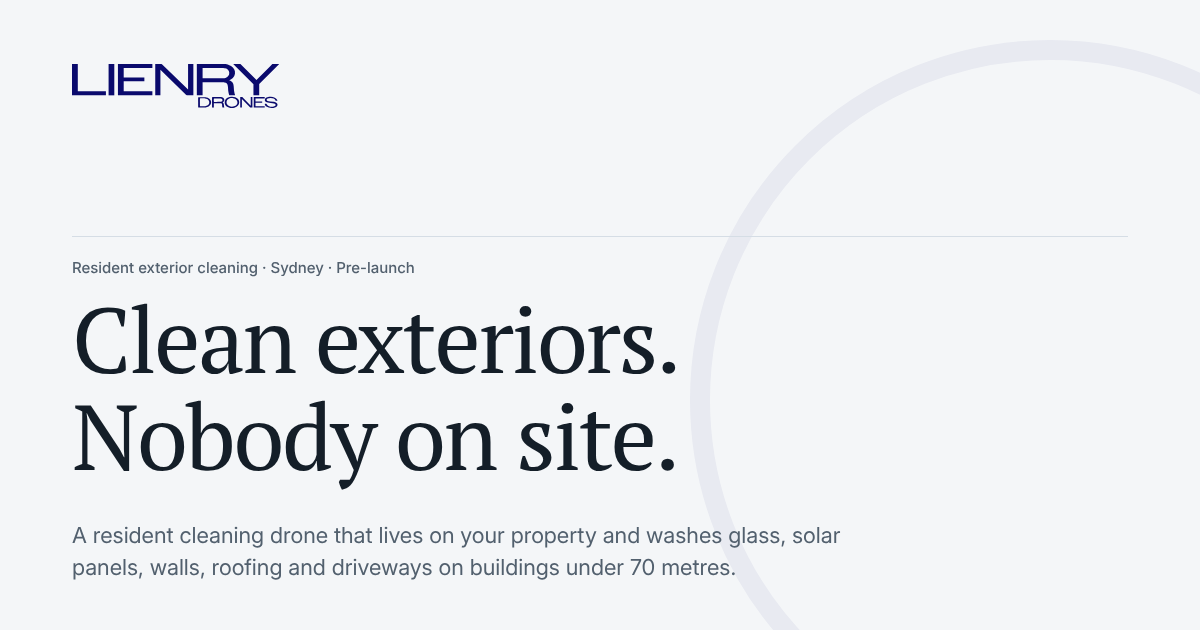 LIENRY
DRONES
Resident exterior cleaning · Sydney · Pre-launch
Clean exteriors.
Nobody on site.
A resident cleaning drone that lives on your property and washes glass, solar
panels, walls, roofing and driveways on buildings under 70 metres.